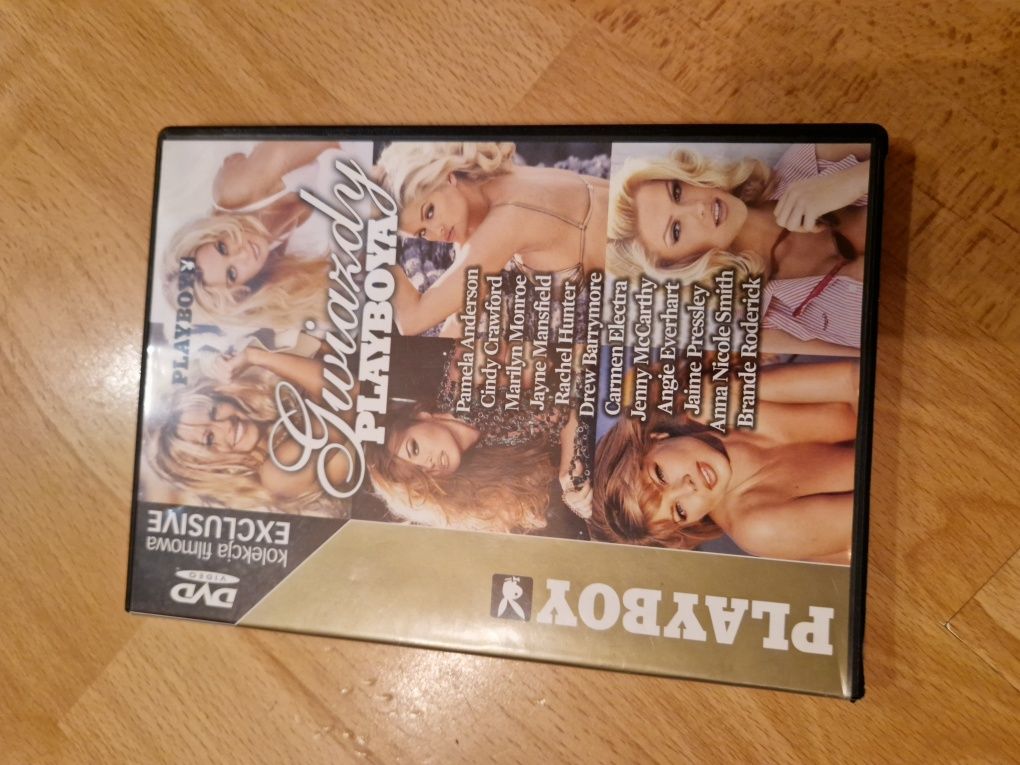 PLAYBOY
kolekcja filmowa
EXCLUSIVE
DVD
VIDEO
PLAYBOY
Gwiazdy
PLAYBOYA
Pamela Anderson
Cindy Crawford
Marilyn Monroe
Jayne Mansfield
Rachel Hunter
Drew Barrymore
Carmen Electra
Jenny McCarthy
Angie Everhart
Jaime Pressley
Anna Nicole Smith
Brande Roderick